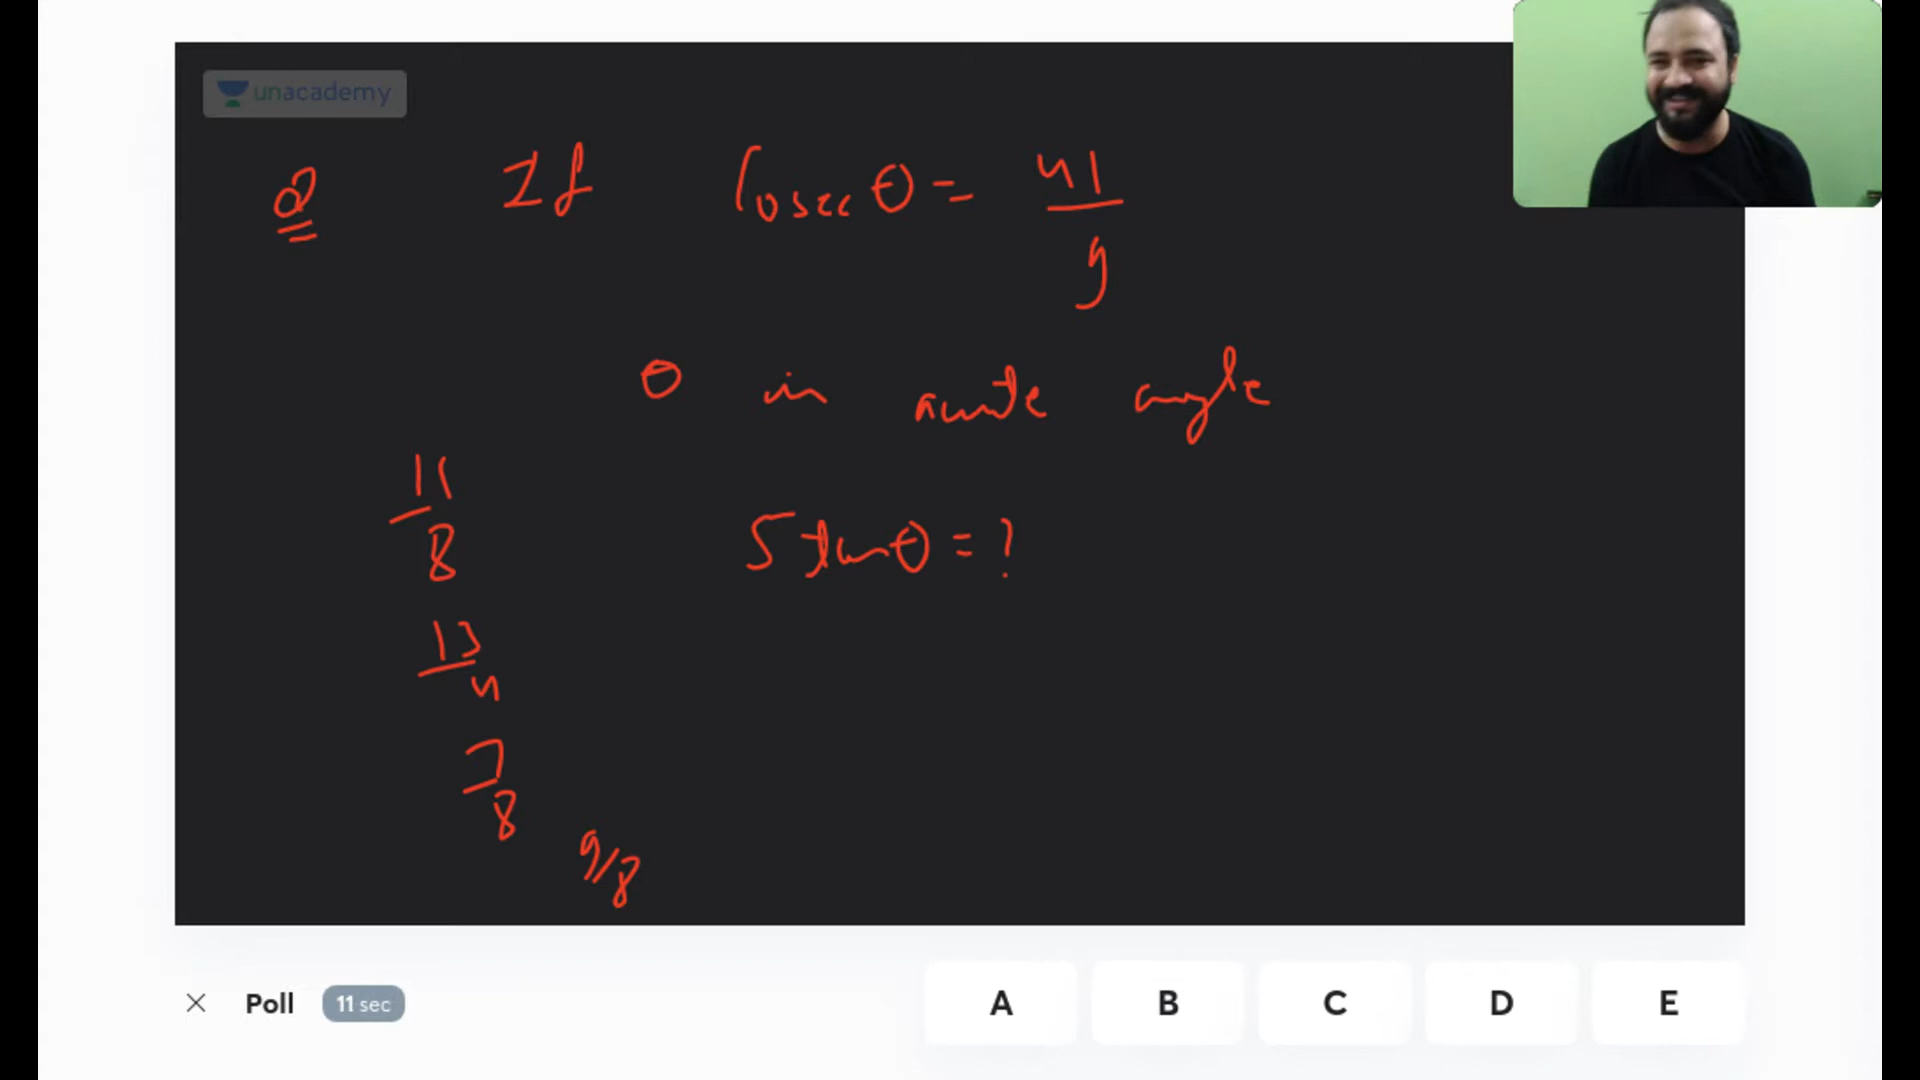 unacademy
Q If Cosec θ = 41/9
θ is acute angle
11/8
5 tan θ = ?
13/4
7/8
9/8
Poll 11 sec A B C D E